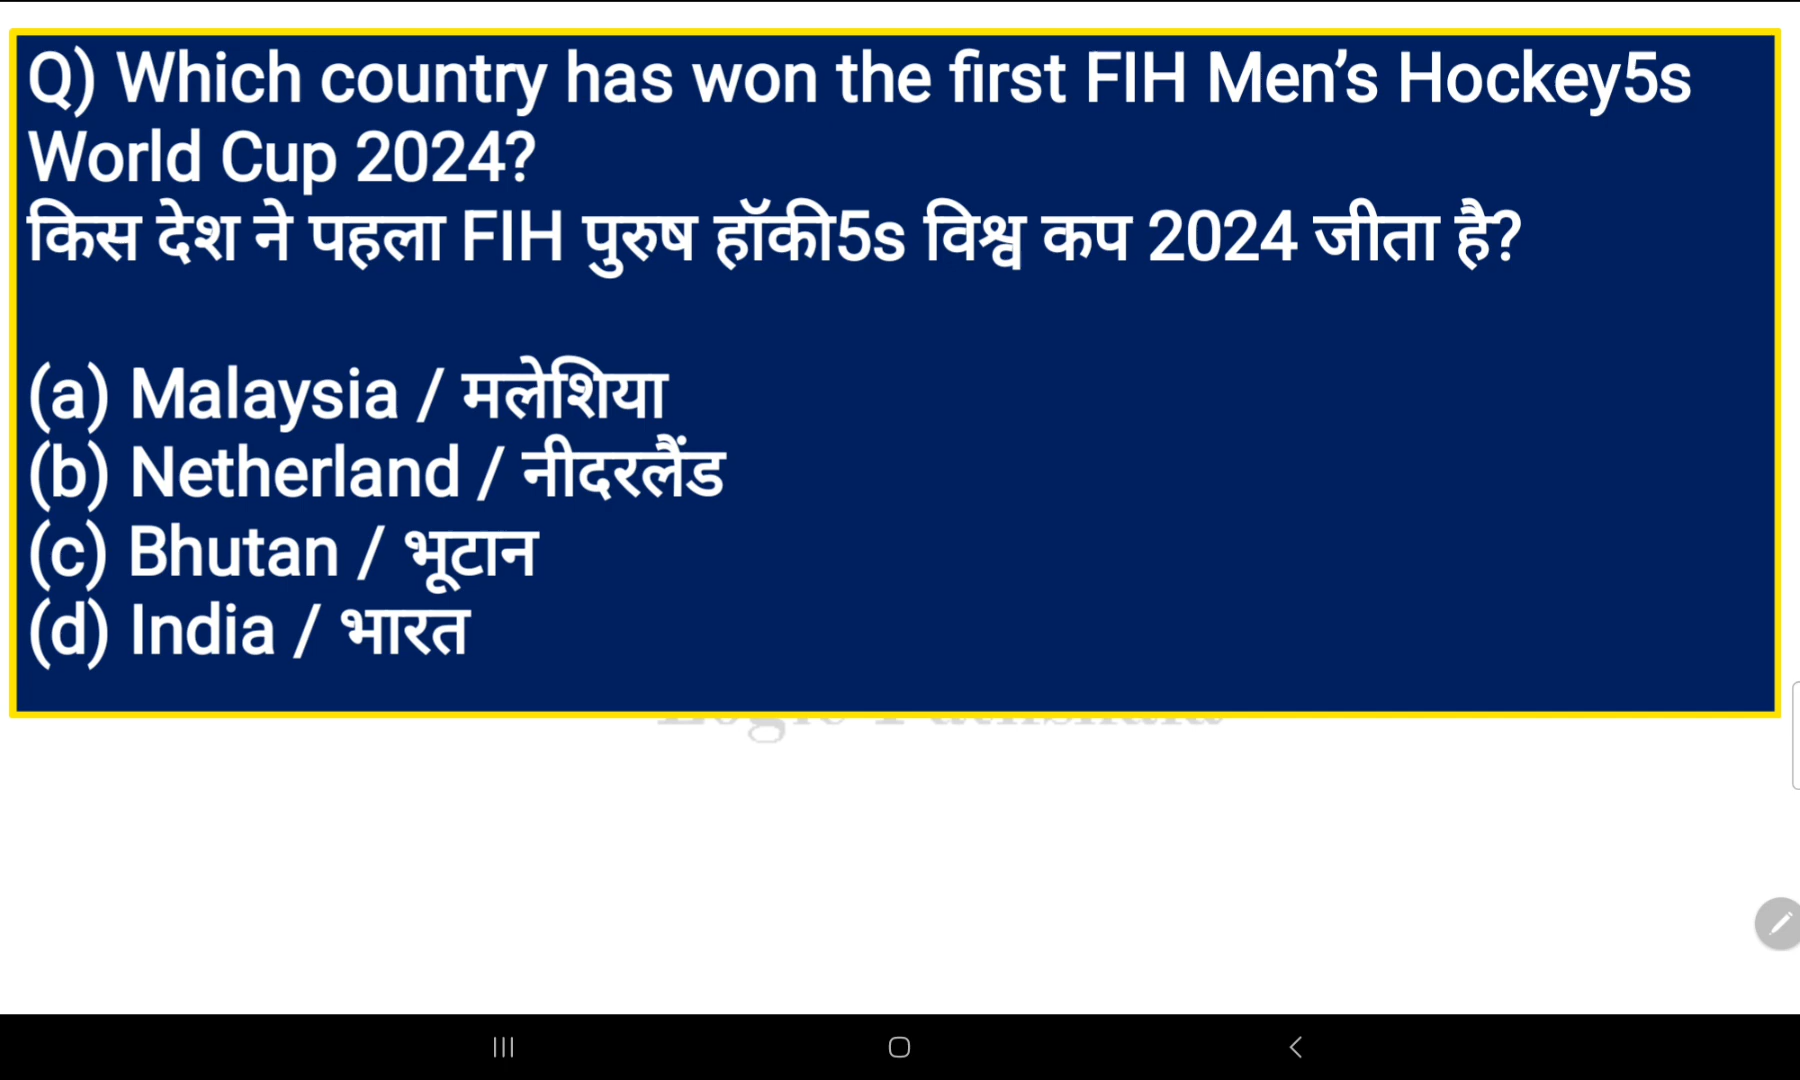 Q) Which country has won the first FIH Men’s Hockey5s
World Cup 2024?
किस देश ने पहला FIH पुरुष हॉकी5s विश्व कप 2024 जीता है?
(a) Malaysia / मलेशिया
(b) Netherland / नीदरलैंड
(c) Bhutan / भूटान
(d) India / भारत